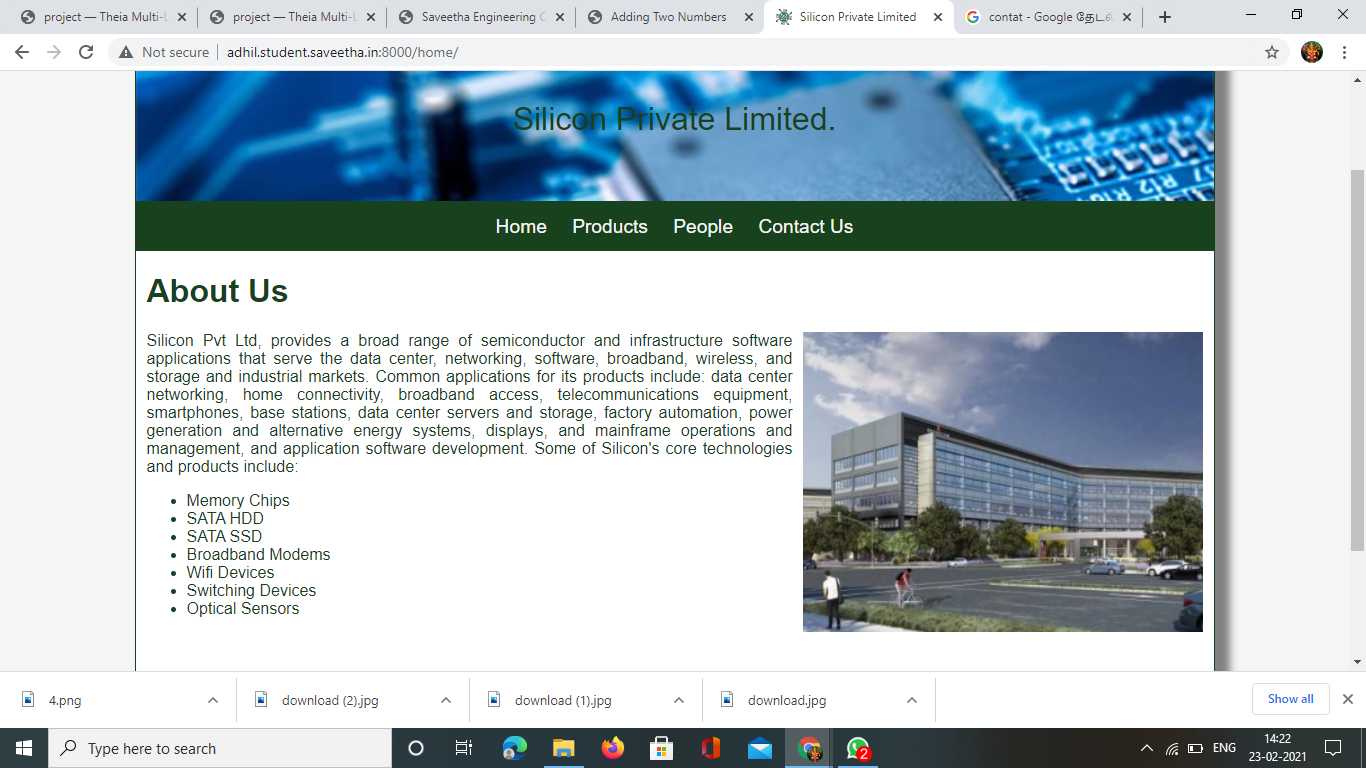 project — Theia Multi-L
project — Theia Multi-L
Saveetha Engineering C
Adding Two Numbers
Silicon Private Limited
contat - Google தேடல்
Not secure
adhil.student.saveetha.in:8000/home/
Silicon Private Limited.
Home Products People Contact Us
About Us
Silicon Pvt Ltd, provides a broad range of semiconductor and infrastructure software
applications that serve the data center, networking, software, broadband, wireless, and
storage and industrial markets. Common applications for its products include: data center
networking, home connectivity, broadband access, telecommunications equipment,
smartphones, base stations, data center servers and storage, factory automation, power
generation and alternative energy systems, displays, and mainframe operations and
management, and application software development. Some of Silicon's core technologies
and products include:
Memory Chips
SATA HDD
SATA SSD
Broadband Modems
Wifi Devices
Switching Devices
Optical Sensors
4.png
download (2).jpg
download (1).jpg
download.jpg
Show all
Type here to search
2
ENG
14:22
23-02-2021